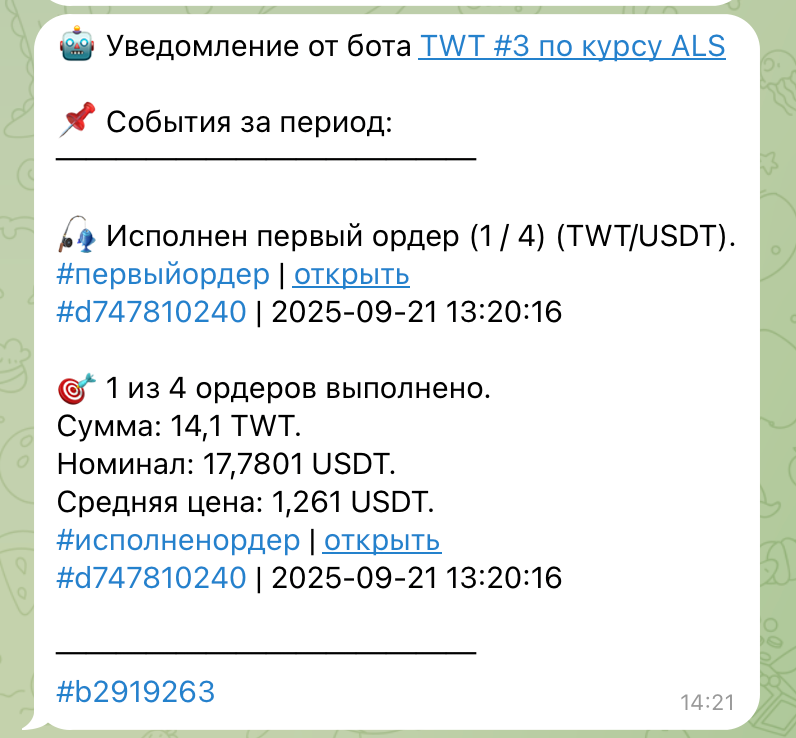 🤖 Уведомление от бота TWT #3 по курсу ALS
📌 События за период:
🎣 Исполнен первый ордер (1 / 4) (TWT/USDT).
#первыйордер | открыть
#d747810240 | 2025-09-21 13:20:16
🎯 1 из 4 ордеров выполнено.
Сумма: 14,1 TWT.
Номинал: 17,7801 USDT.
Средняя цена: 1,261 USDT.
#исполненордер | открыть
#d747810240 | 2025-09-21 13:20:16
#b2919263
14:21